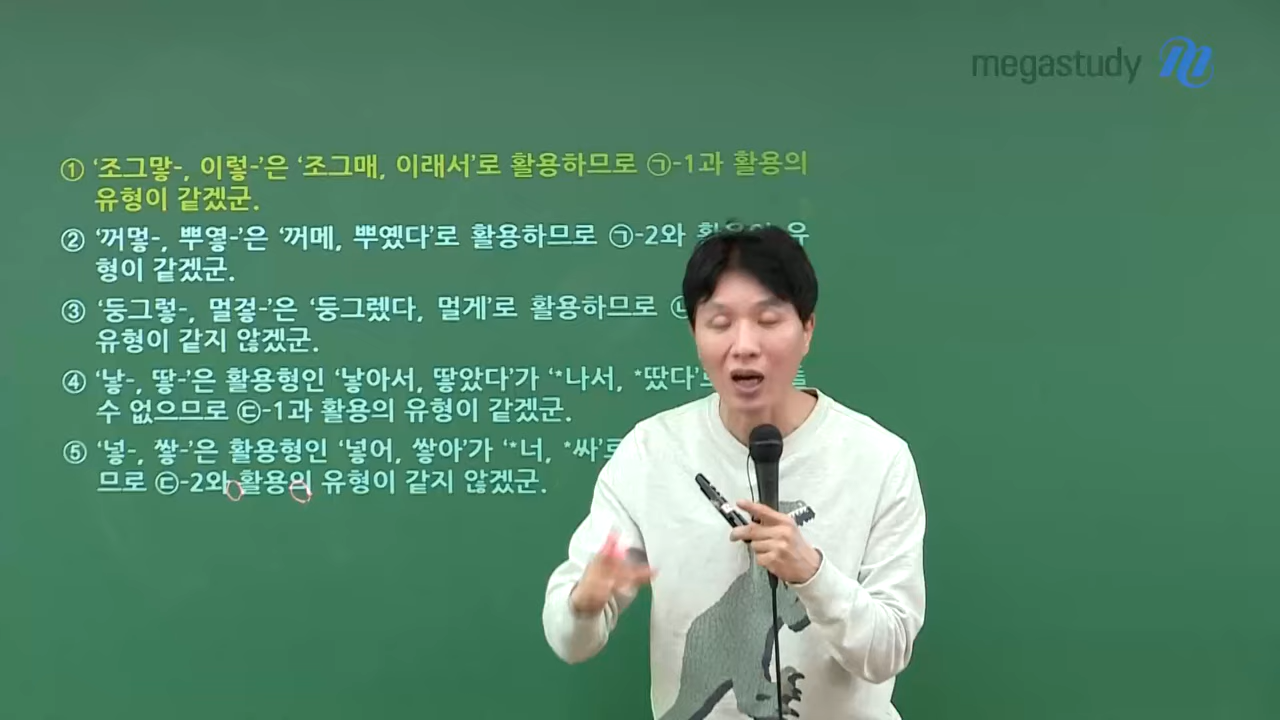 megastudy
① ‘조그맣-, 이렇-’은 ‘조그매, 이래서’로 활용하므로 ㉠-1과 활용의
유형이 같겠군.
② ‘꺼멓-, 뿌옇-’은 ‘꺼메, 뿌옜다’로 활용하므로 ㉠-2와 유
형이 같겠군.
③ ‘둥그렇-, 멀겋-’은 ‘둥그렜다, 멀게’로 활용하므로
유형이 같지 않겠군.
④ ‘낳-, 땋-’은 활용형인 ‘낳아서, 땋았다’가 ‘*나서, *땄다’
수 없으므로 ㉢-1과 활용의 유형이 같겠군.
⑤ ‘넣-, 쌓-’은 활용형인 ‘넣어, 쌓아’가 ‘*너, *싸’로
므로 ㉢-2와 활용의 유형이 같지 않겠군.